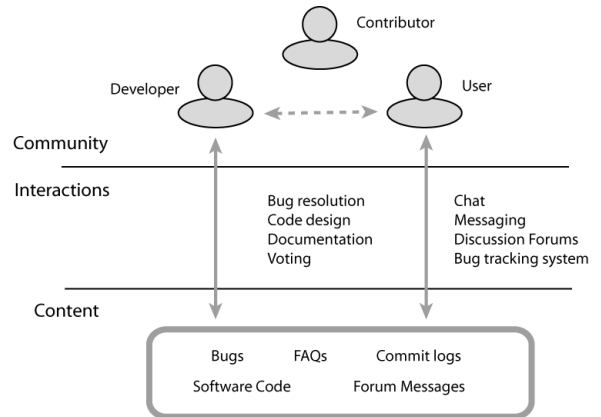 Contributor
Developer
User
Community
Interactions
Bug resolution
Code design
Documentation
Voting
Chat
Messaging
Discussion Forums
Bug tracking system
Content
Bugs FAQs Commit logs
Software Code Forum Messages